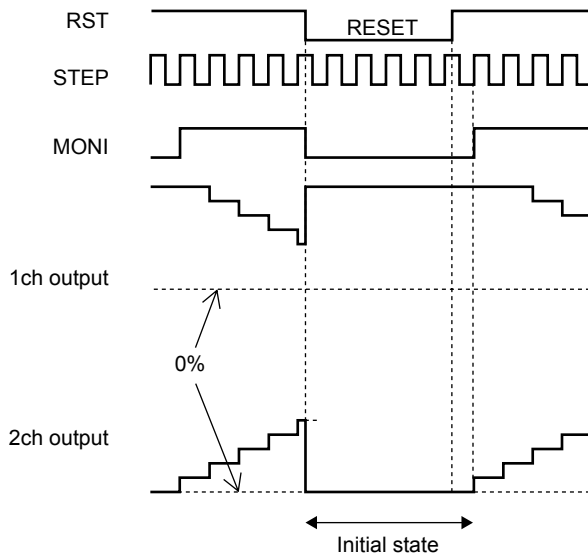 RST
RESET
STEP
MONI
1ch output
0%
2ch output
Initial state